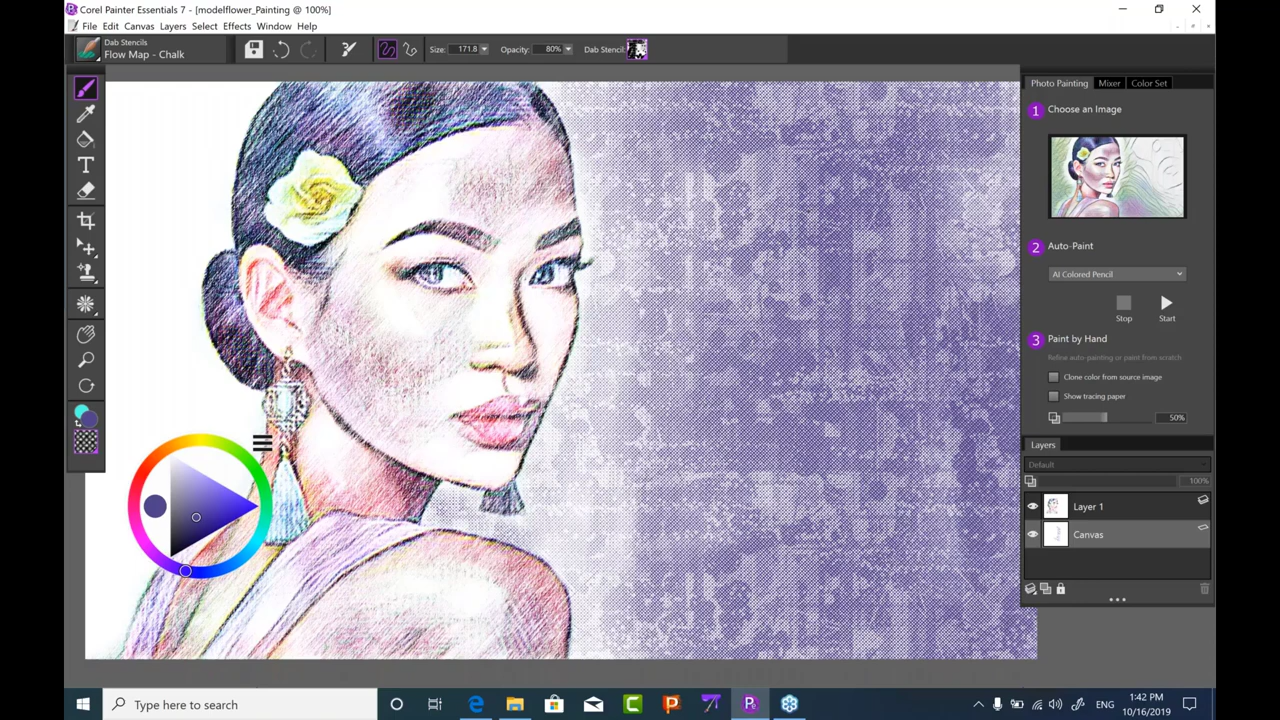 Corel Painter Essentials 7 - [modelflower_Painting @ 100%]
File Edit Canvas Layers Select Effects Window Help
Dab Stencils
Flow Map - Chalk
Size: 171.8 Opacity: 80% Dab Stencil:
Photo Painting Mixer Color Set
1 Choose an Image
2 Auto-Paint
AI Colored Pencil
Stop Start
3 Paint by Hand
Refine auto-painting or paint from scratch
Clone color from source image
Show tracing paper
50%
Layers
Default
100%
Layer 1
Canvas
Type here to search
ENG
1:42 PM
10/16/2019